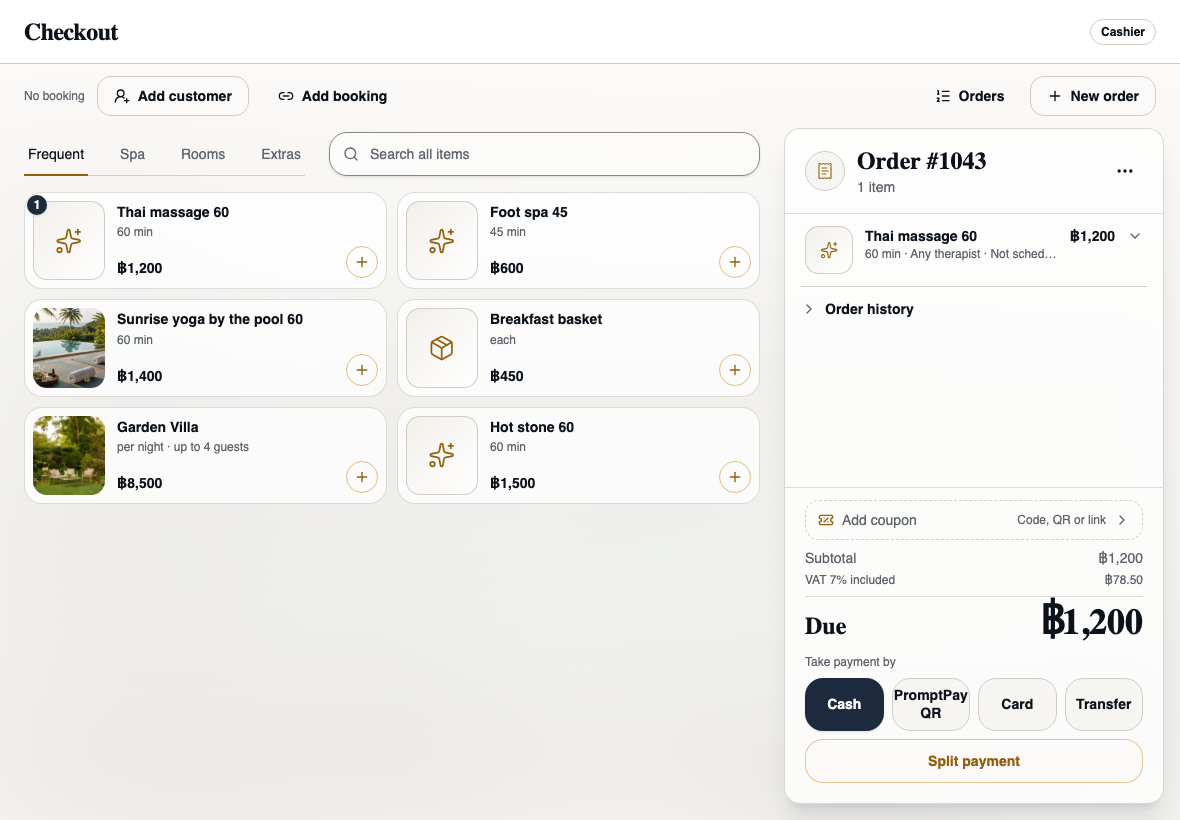 Checkout
Cashier
No booking
Add customer
Add booking
Orders
New order
Frequent
Spa
Rooms
Extras
Search all items
1
Thai massage 60
60 min
฿1,200
Foot spa 45
45 min
฿600
Sunrise yoga by the pool 60
60 min
฿1,400
Breakfast basket
each
฿450
Garden Villa
per night · up to 4 guests
฿8,500
Hot stone 60
60 min
฿1,500
Order #1043
1 item
Thai massage 60
฿1,200
60 min · Any therapist · Not sched…
Order history
Add coupon
Code, QR or link
Subtotal
฿1,200
VAT 7% included
฿78.50
Due
฿1,200
Take payment by
Cash
PromptPay
QR
Card
Transfer
Split payment